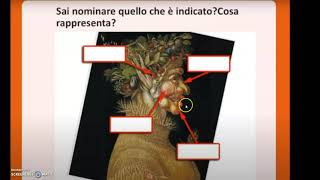 Sai nominare quello che è indicato?Cosa
rappresenta?